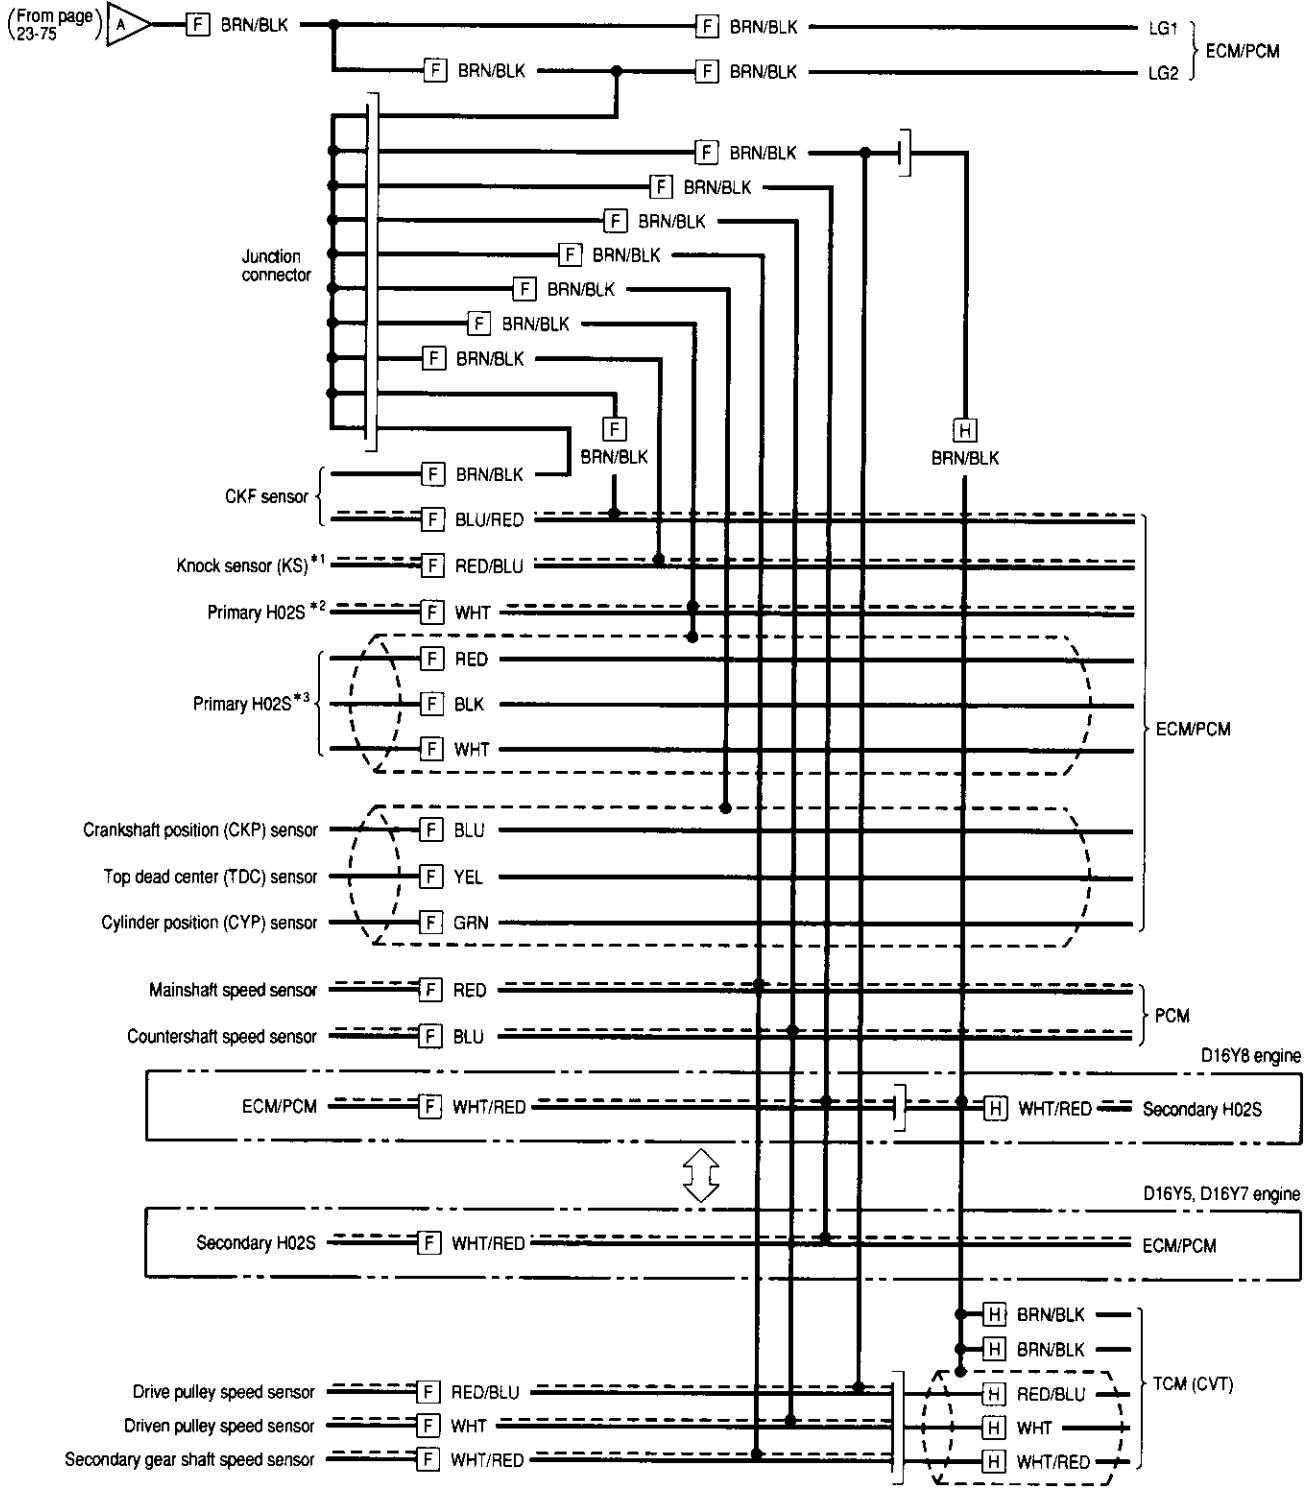 (From page 23-75) A F BRN/BLK F BRN/BLK LG1
F BRN/BLK F BRN/BLK LG2
ECM/PCM
F BRN/BLK
F BRN/BLK
F BRN/BLK
Junction connector
F BRN/BLK
F BRN/BLK
F BRN/BLK
F BRN/BLK
F
BRN/BLK
H
BRN/BLK
CKF sensor
F BRN/BLK
F BLU/RED
Knock sensor (KS)*1 F RED/BLU
Primary H02S*2 F WHT
F RED
Primary H02S*3 F BLK
F WHT
ECM/PCM
Crankshaft position (CKP) sensor F BLU
Top dead center (TDC) sensor F YEL
Cylinder position (CYP) sensor F GRN
Mainshaft speed sensor F RED
PCM
Countershaft speed sensor F BLU
D16Y8 engine
ECM/PCM F WHT/RED H WHT/RED Secondary H02S
D16Y5, D16Y7 engine
Secondary H02S F WHT/RED ECM/PCM
H BRN/BLK
H BRN/BLK
TCM (CVT)
Drive pulley speed sensor F RED/BLU H RED/BLU
Driven pulley speed sensor F WHT H WHT
Secondary gear shaft speed sensor F WHT/RED H WHT/RED